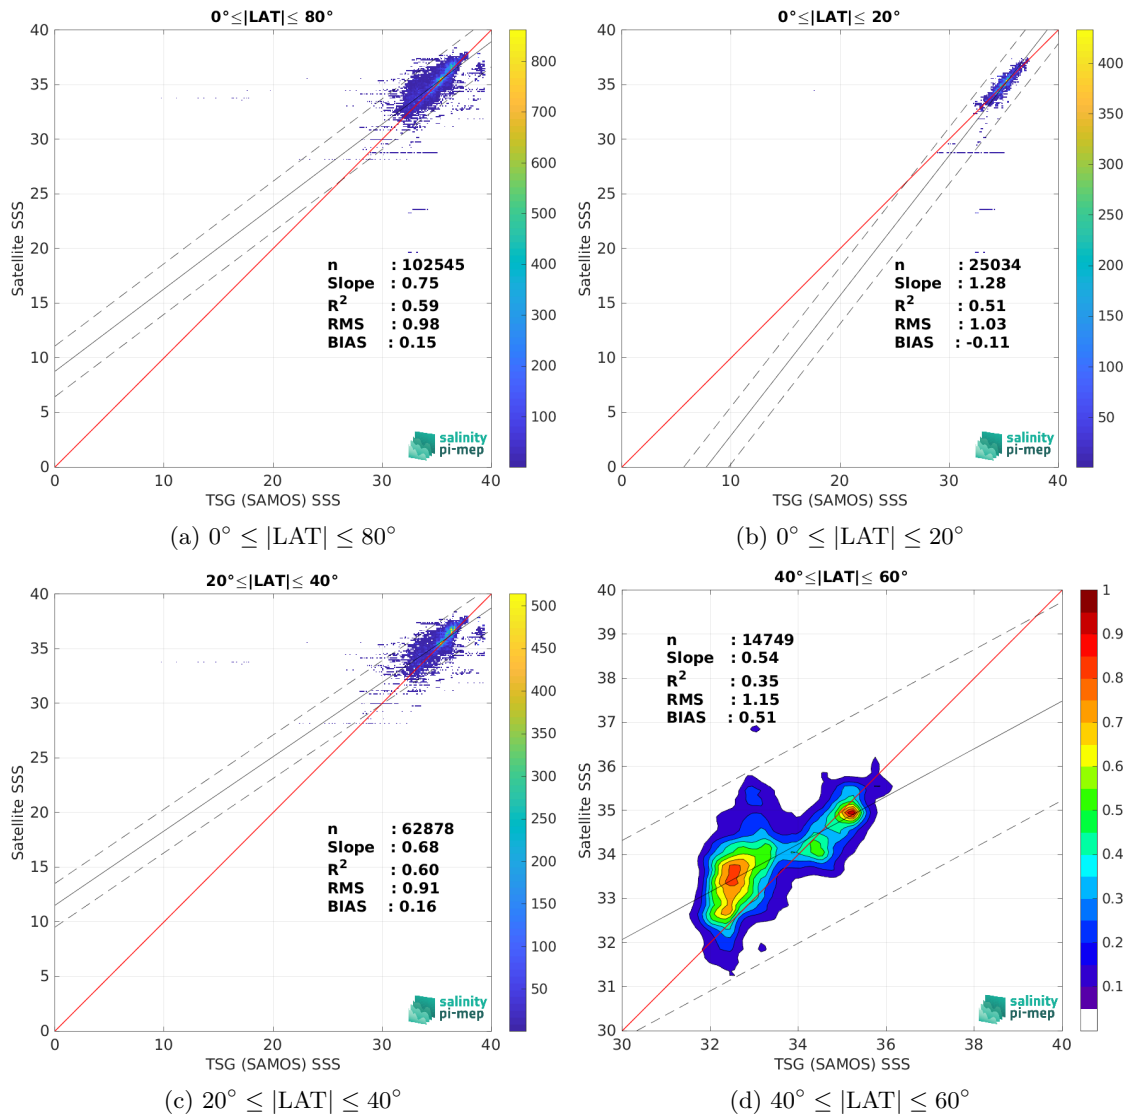 0°≤|LAT|≤ 80°
40
35
30
25
20
15
10
5
0
Satellite SSS
0
10
20
30
40
TSG (SAMOS) SSS
n : 102545
Slope : 0.75
R² : 0.59
RMS : 0.98
BIAS : 0.15
salinity
pi-mep
800
700
600
500
400
300
200
100
(a) 0° ≤ |LAT| ≤ 80°
0°≤|LAT|≤ 20°
40
35
30
25
20
15
10
5
0
Satellite SSS
0
10
20
30
40
TSG (SAMOS) SSS
n : 25034
Slope : 1.28
R² : 0.51
RMS : 1.03
BIAS : -0.11
salinity
pi-mep
400
350
300
250
200
150
100
50
(b) 0° ≤ |LAT| ≤ 20°
20°≤|LAT|≤ 40°
40
35
30
25
20
15
10
5
0
Satellite SSS
0
10
20
30
40
TSG (SAMOS) SSS
n : 62878
Slope : 0.68
R² : 0.60
RMS : 0.91
BIAS : 0.16
salinity
pi-mep
500
450
400
350
300
250
200
150
100
50
(c) 20° ≤ |LAT| ≤ 40°
40°≤|LAT|≤ 60°
40
39
38
37
36
35
34
33
32
31
30
Satellite SSS
30
32
34
36
38
40
TSG (SAMOS) SSS
n : 14749
Slope : 0.54
R² : 0.35
RMS : 1.15
BIAS : 0.51
salinity
pi-mep
1
0.9
0.8
0.7
0.6
0.5
0.4
0.3
0.2
0.1
(d) 40° ≤ |LAT| ≤ 60°